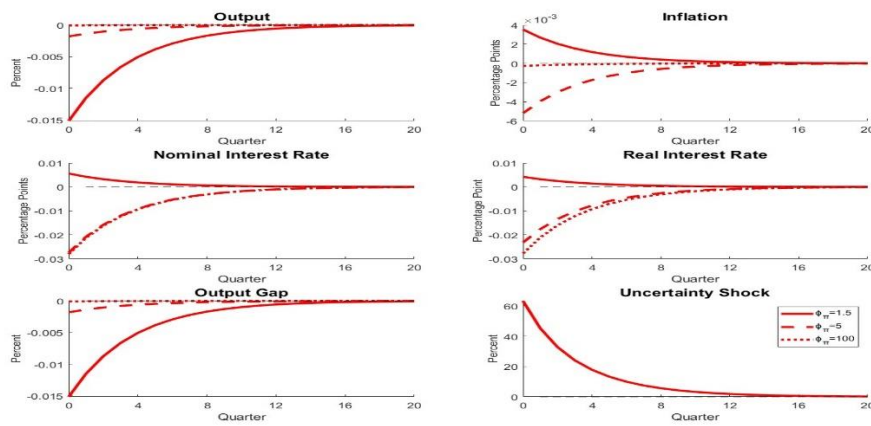 Output
Percent
0
-0.005
-0.01
-0.015
0 4 8 12 16 20
Quarter
Inflation
× 10⁻³
Percentage Points
4
2
0
-2
-4
-6
0 4 8 12 16 20
Quarter
Nominal Interest Rate
Percentage Points
0.01
0
-0.01
-0.02
-0.03
0 4 8 12 16 20
Quarter
Real Interest Rate
Percentage Point
0.01
0
-0.01
-0.02
-0.03
0 4 8 12 16 20
Quarter
Output Gap
Percent
0
-0.005
-0.01
-0.015
0 4 8 12 16 20
Quarter
Uncertainty Shock
Percent
60
40
20
0
0 4 8 12 16 20
Quarter
ϕπ=1.5
ϕπ=5
ϕπ=100